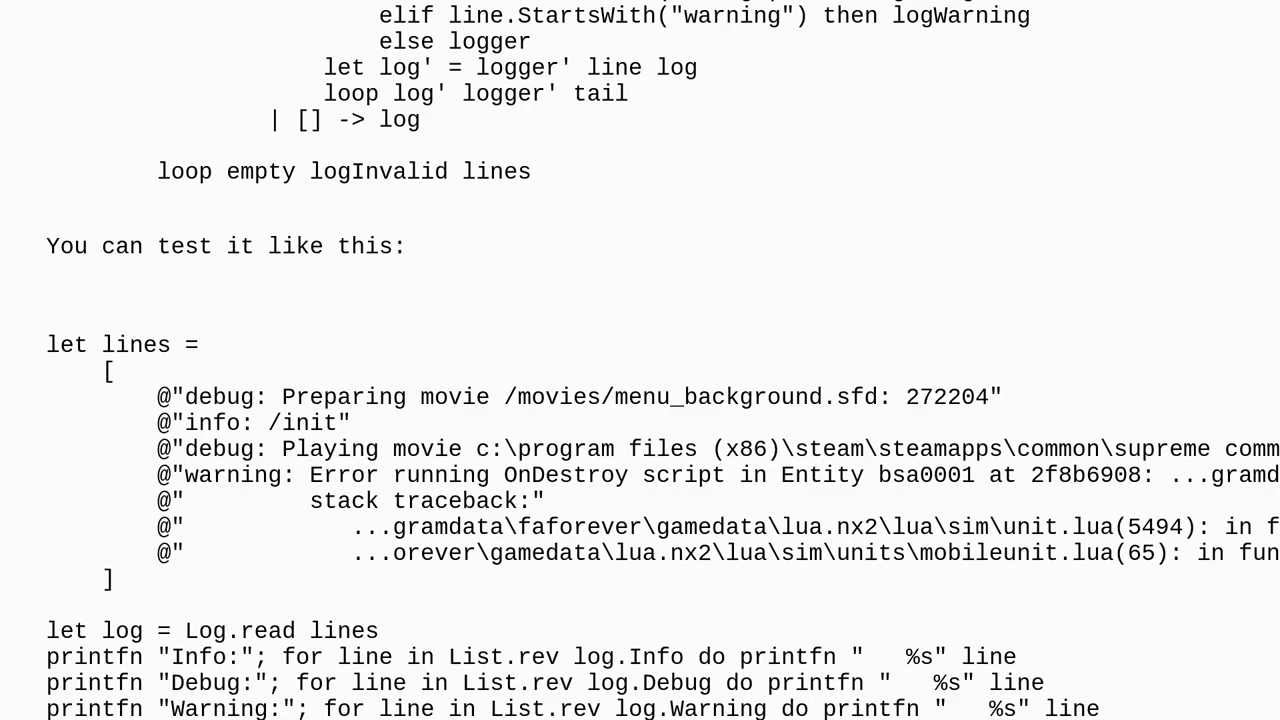 elif line.StartsWith("warning") then logWarning
else logger
let log' = logger' line log
loop log' logger' tail
| [] -> log
loop empty logInvalid lines
You can test it like this:
let lines =
[
@"debug: Preparing movie /movies/menu_background.sfd: 272204"
@"info: /init"
@"debug: Playing movie c:\program files (x86)\steam\steamapps\common\supreme comm
@"warning: Error running OnDestroy script in Entity bsa0001 at 2f8b6908: ...gramd
@"         stack traceback:"
@"            ...gramdata\faforever\gamedata\lua.nx2\lua\sim\unit.lua(5494): in f
@"            ...orever\gamedata\lua.nx2\lua\sim\units\mobileunit.lua(65): in fun
]
let log = Log.read lines
printfn "Info:"; for line in List.rev log.Info do printfn "   %s" line
printfn "Debug:"; for line in List.rev log.Debug do printfn "   %s" line
printfn "Warning:"; for line in List.rev log.Warning do printfn "   %s" line